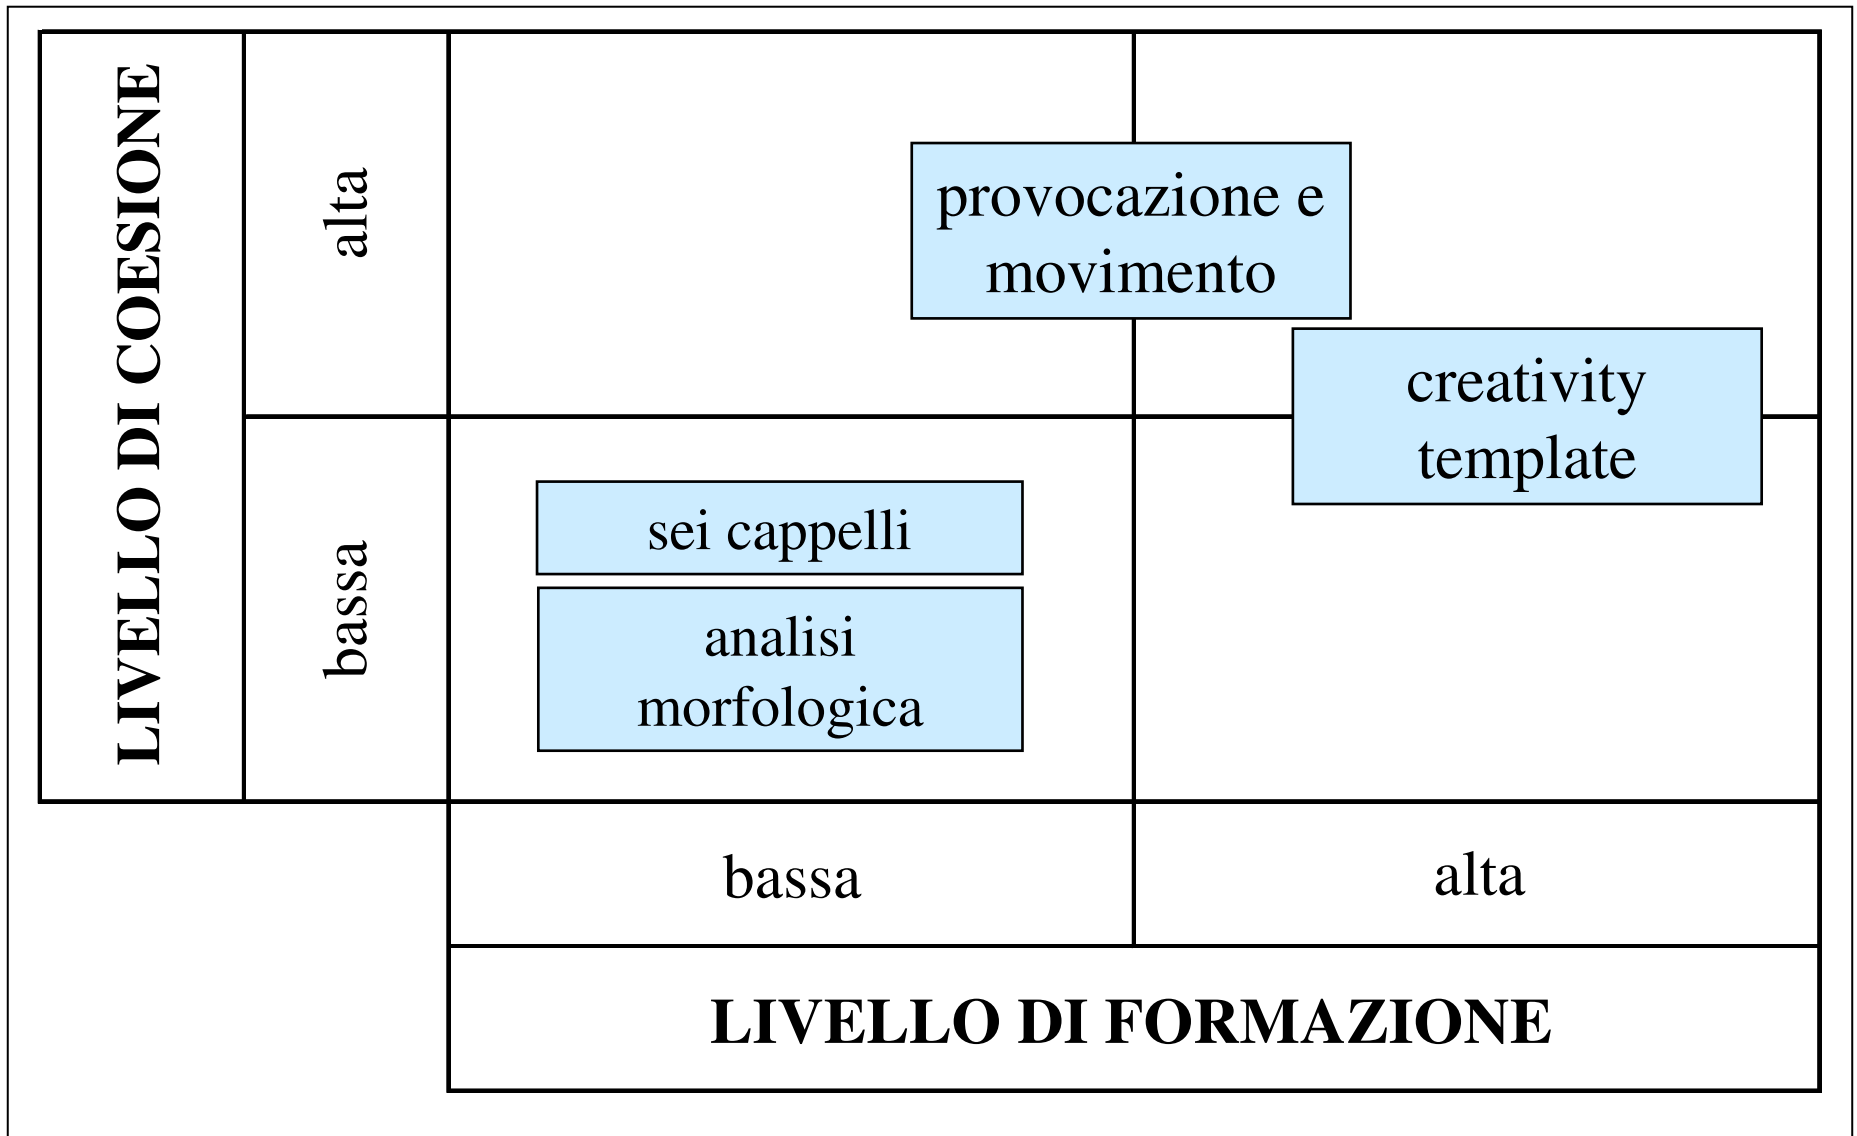 LIVELLO DI COESIONE
alta
provocazione e
movimento
creativity
template
bassa
sei cappelli
analisi
morfologica
bassa
alta
LIVELLO DI FORMAZIONE